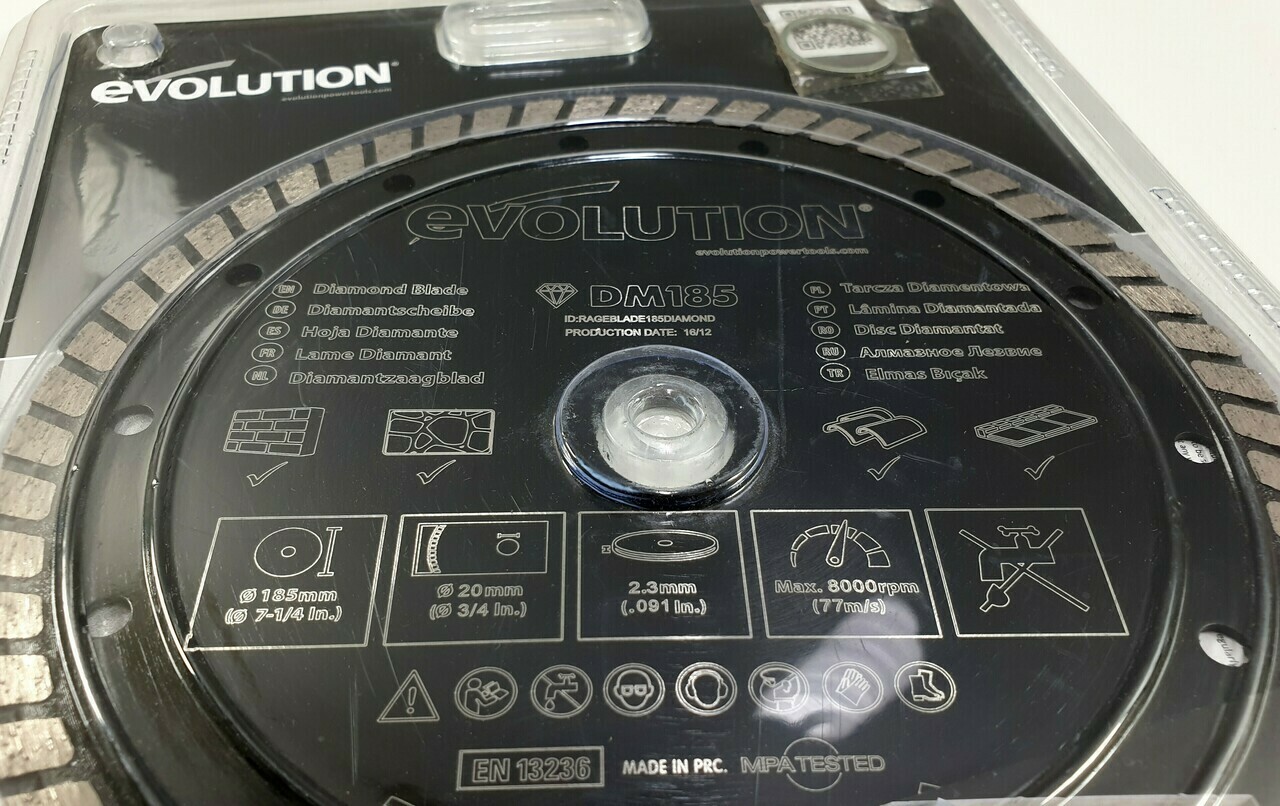 eVOLUTION®
evolutionpowertools.com
eVOLUTION®
evolutionpowertools.com
EN Diamond Blade
DE Diamantscheibe
ES Hoja Diamante
FR Lame Diamant
NL Diamantzaagblad
DM185
ID:RAGEBLADE185DIAMOND
PRODUCTION DATE: 16/12
PL Tarcza Diamentowa
PT Lâmina Diamantada
RO Disc Diamantat
RU Алмазное Лезвие
TR Elmas Bıçak
Ø 185mm
(Ø 7-1/4 In.)
Ø 20mm
(Ø 3/4 In.)
2.3mm
(.091 In.)
Max. 8000rpm
(77m/s)
EN 13236
MADE IN PRC.
MPA TESTED